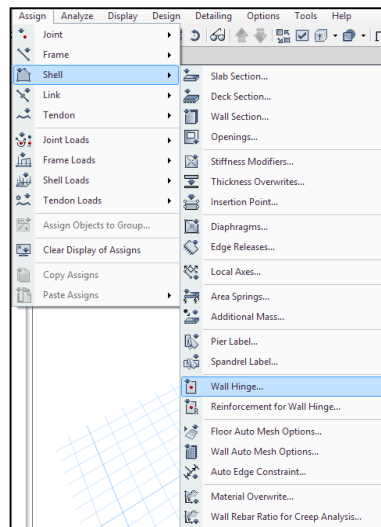 Assign Analyze Display Design Detailing Options Tools Help
Joint
Frame
Shell
Link
Tendon
Joint Loads
Frame Loads
Shell Loads
Tendon Loads
Assign Objects to Group...
Clear Display of Assigns
Copy Assigns
Paste Assigns
Slab Section...
Deck Section...
Wall Section...
Openings...
Stiffness Modifiers...
Thickness Overwrites...
Insertion Point...
Diaphragms...
Edge Releases...
Local Axes...
Area Springs...
Additional Mass...
Pier Label...
Spandrel Label...
Wall Hinge...
Reinforcement for Wall Hinge...
Floor Auto Mesh Options...
Wall Auto Mesh Options...
Auto Edge Constraint...
Material Overwrite...
Wall Rebar Ratio for Creep Analysis...